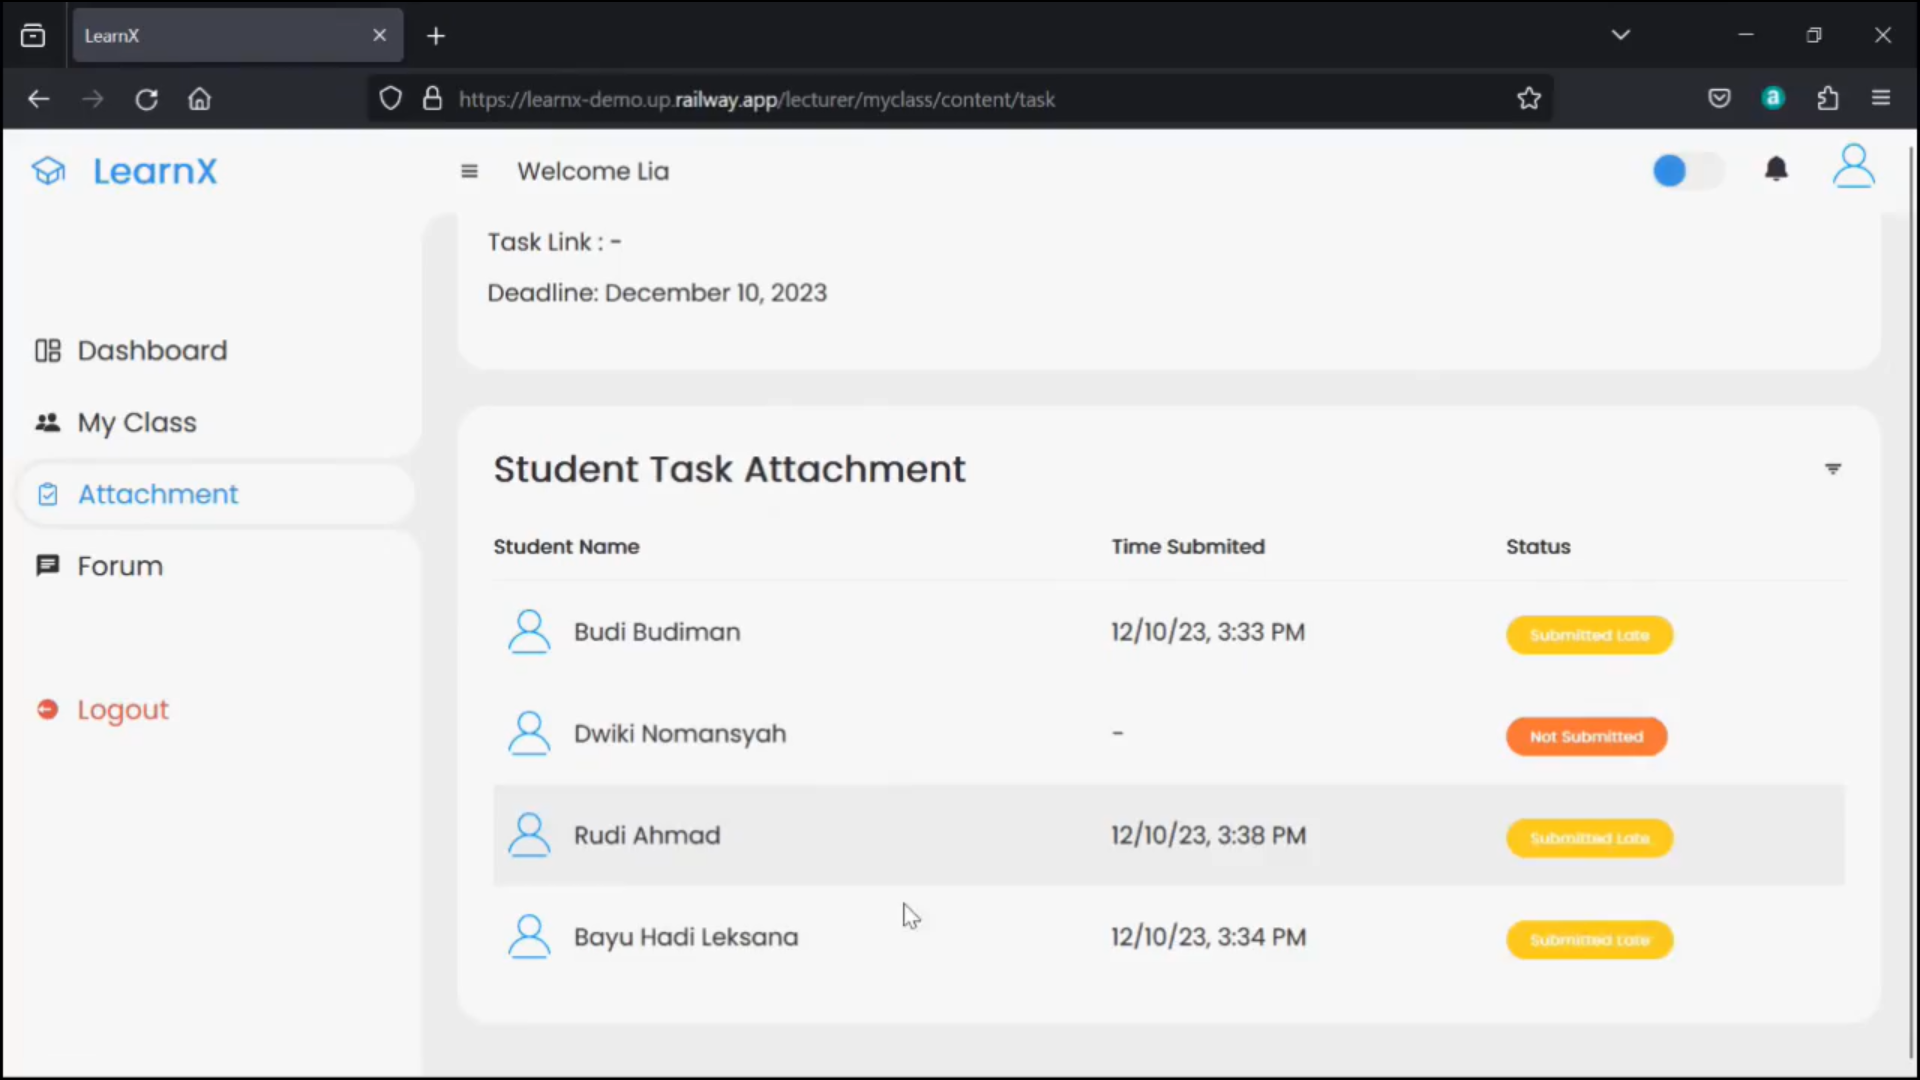 LearnX
https://learnx-demo.up.railway.app/lecturer/myclass/content/task
a
LearnX
Welcome Lia
Task Link : -
Deadline: December 10, 2023
Dashboard
My Class
Attachment
Forum
Logout
Student Task Attachment
Student Name Time Submited Status
Budi Budiman 12/10/23, 3:33 PM Submitted Late
Dwiki Nomansyah - Not Submitted
Rudi Ahmad 12/10/23, 3:38 PM Submitted Late
Bayu Hadi Leksana 12/10/23, 3:34 PM Submitted Late